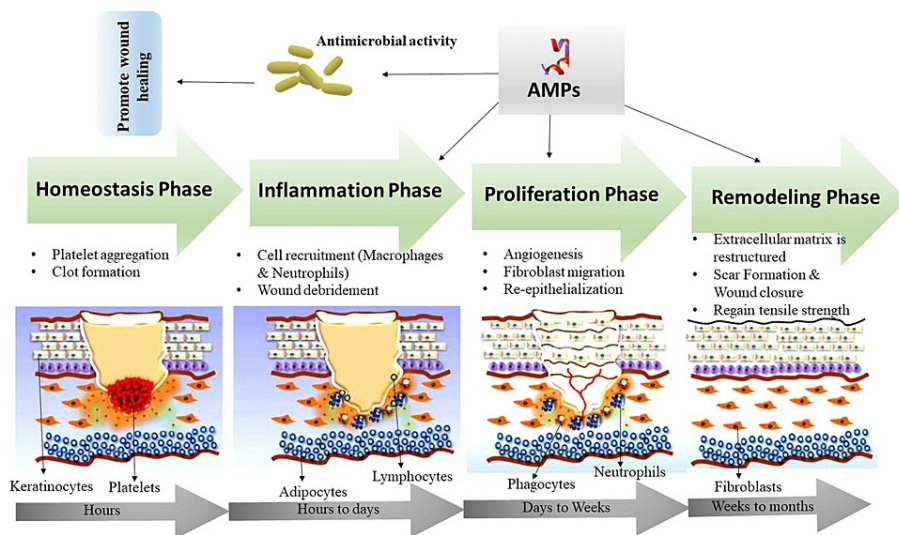 Promote wound
healing
Antimicrobial activity
AMPs
Homeostasis Phase
Inflammation Phase
Proliferation Phase
Remodeling Phase
• Platelet aggregation
• Clot formation
• Cell recruitment (Macrophages
& Neutrophils)
• Wound debridement
• Angiogenesis
• Fibroblast migration
• Re-epithelialization
• Extracellular matrix is
restructured
• Scar Formation &
Wound closure
• Regain tensile strength
Keratinocytes
Platelets
Adipocytes
Lymphocytes
Phagocytes
Neutrophils
Fibroblasts
Hours
Hours to days
Days to Weeks
Weeks to months